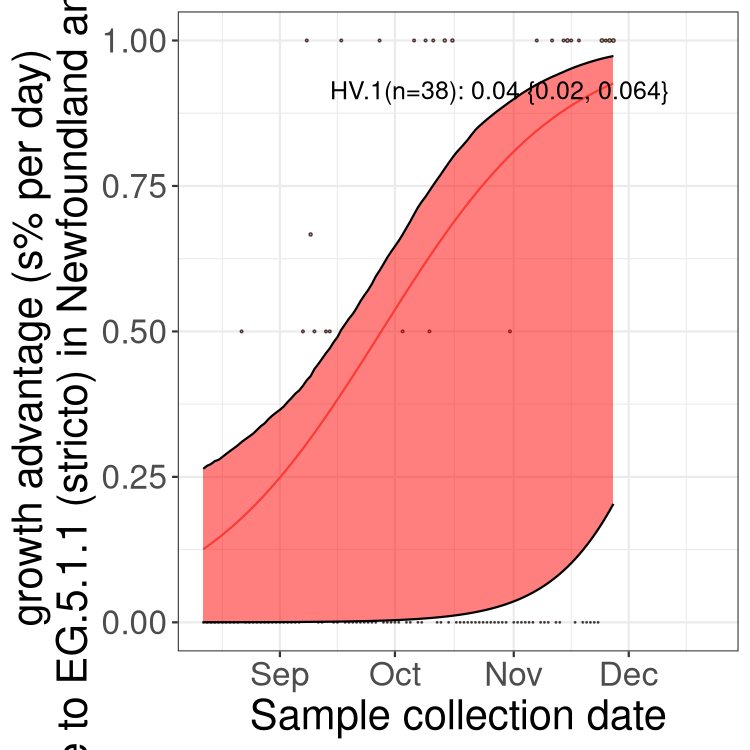 growth advantage (s% per day)
to EG.5.1.1 (stricto) in Newfoundland
1.00
0.75
0.50
0.25
0.00
HV.1(n=38): 0.04 {0.02, 0.064}
Sep Oct Nov Dec
Sample collection date